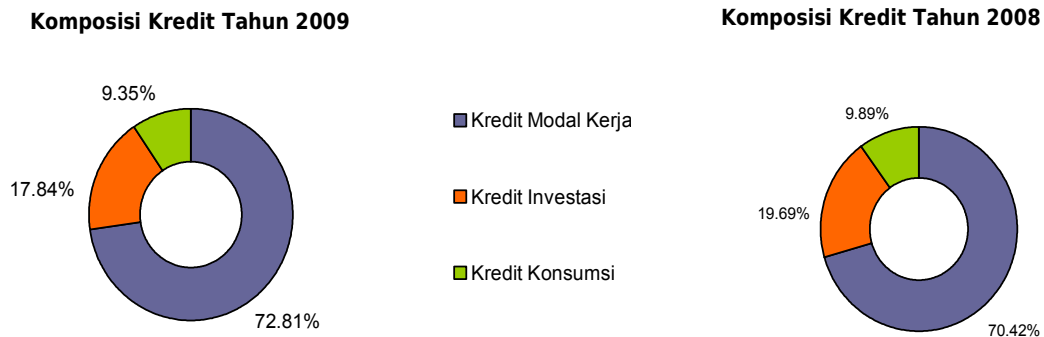 Komposisi Kredit Tahun 2009
9.35%
17.84%
72.81%
Kredit Modal Kerja
Kredit Investasi
Kredit Konsumsi
Komposisi Kredit Tahun 2008
9.89%
19.69%
70.42%